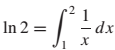 ln 2 = ∫₁² 1/x dx